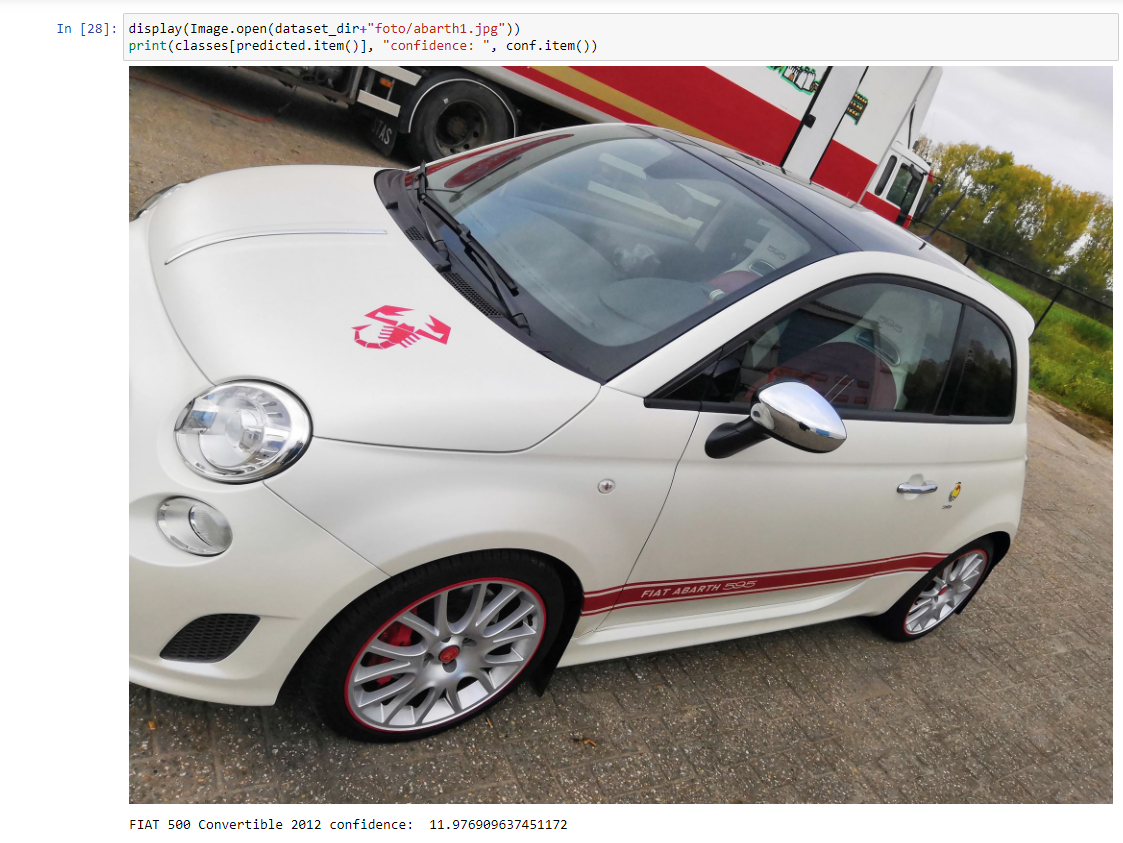 In [28]:
display(Image.open(dataset_dir+"foto/abarth1.jpg"))
print(classes[predicted.item()], "confidence: ", conf.item())
TAS
FIAT ABARTH 595
FIAT 500 Convertible 2012 confidence:  11.976909637451172